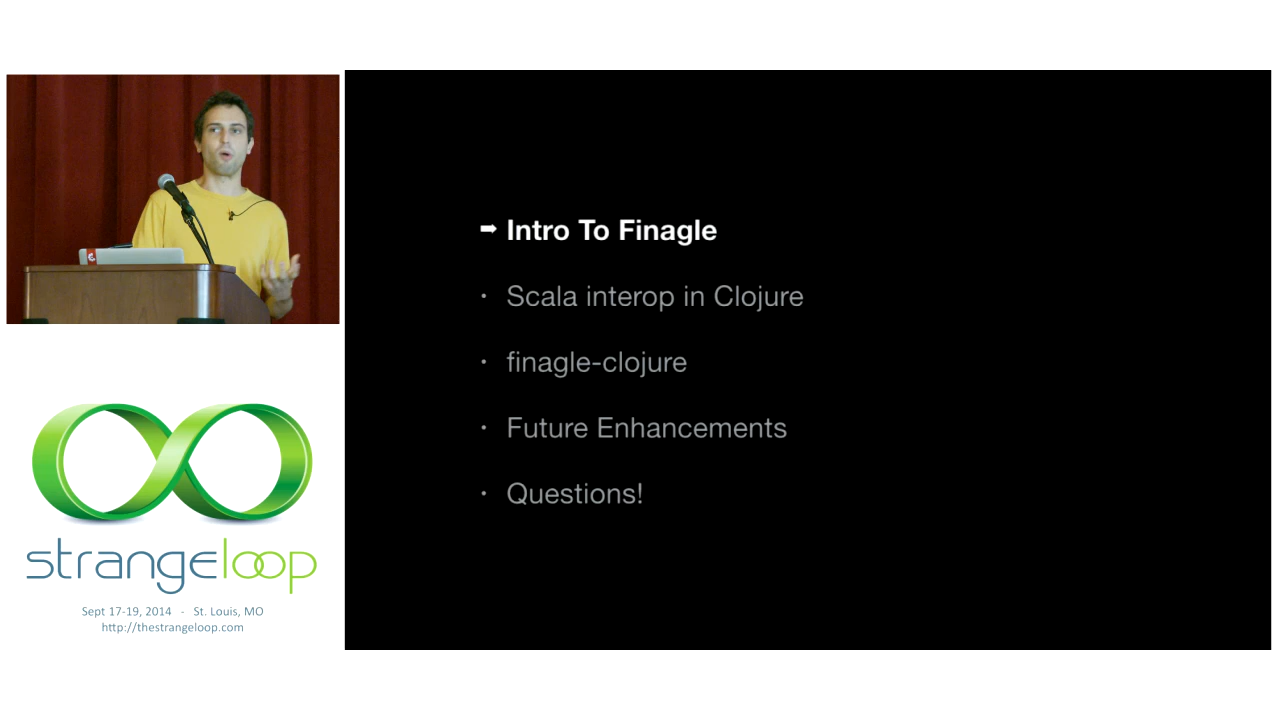 ➡ Intro To Finagle
• Scala interop in Clojure
• finagle-clojure
• Future Enhancements
• Questions!
strangeloop
Sept 17-19, 2014 - St. Louis, MO
http://thestrangeloop.com